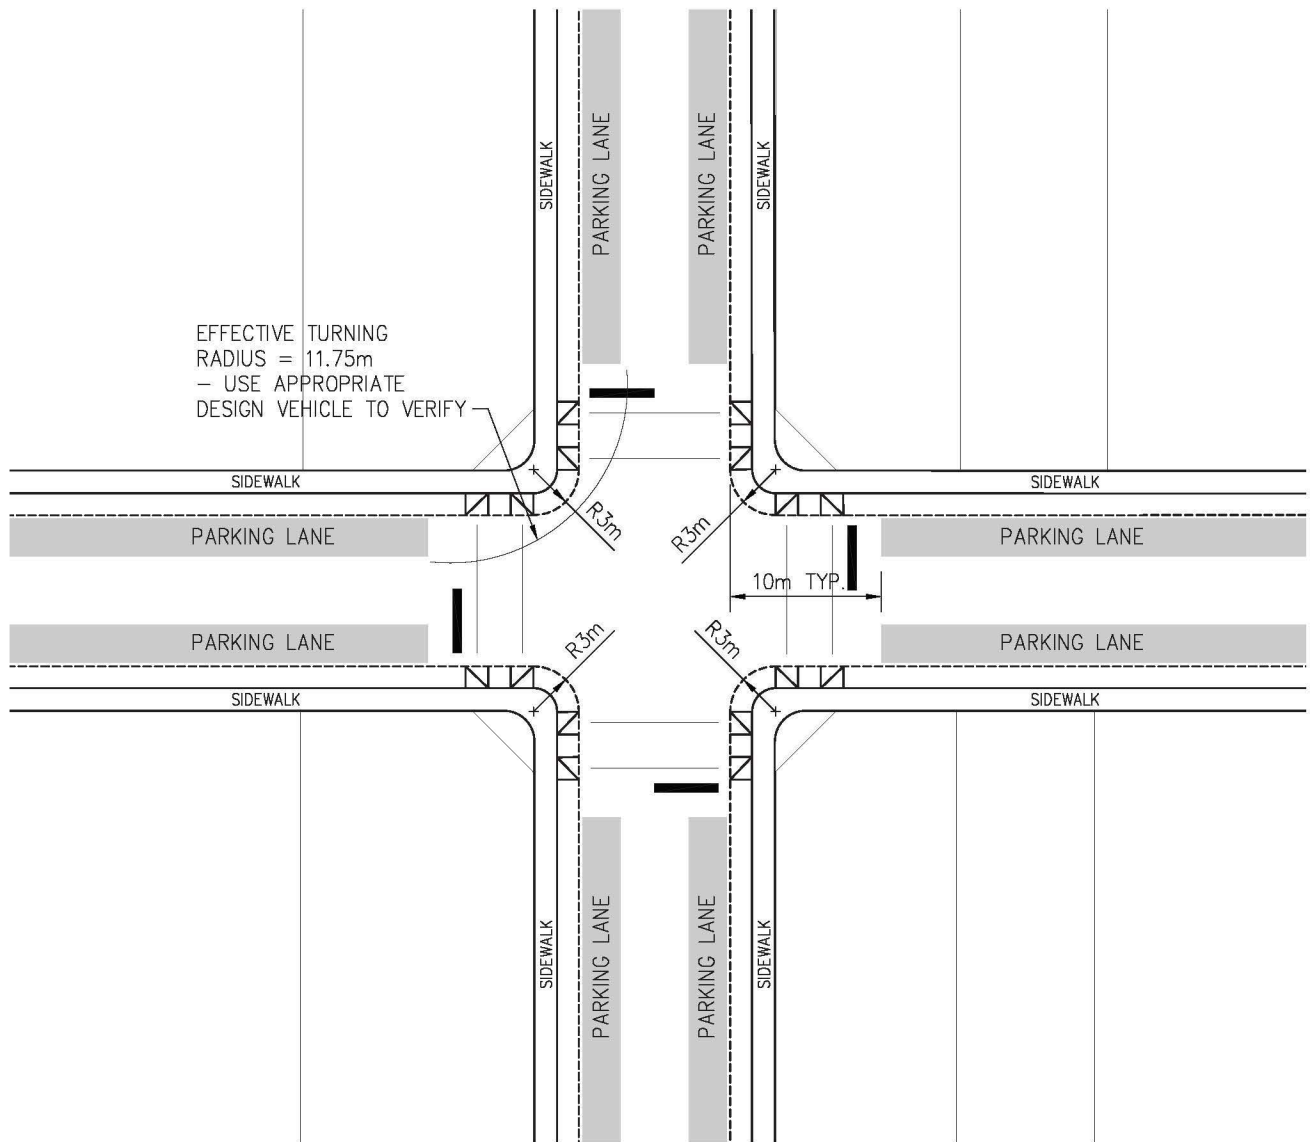 SIDEWALK
PARKING LANE
PARKING LANE
SIDEWALK
EFFECTIVE TURNING
RADIUS = 11.75m
– USE APPROPRIATE
DESIGN VEHICLE TO VERIFY
SIDEWALK
SIDEWALK
R3m
R3m
PARKING LANE
PARKING LANE
10m TYP.
PARKING LANE
R3m
R3m
PARKING LANE
SIDEWALK
SIDEWALK
SIDEWALK
PARKING LANE
PARKING LANE
SIDEWALK